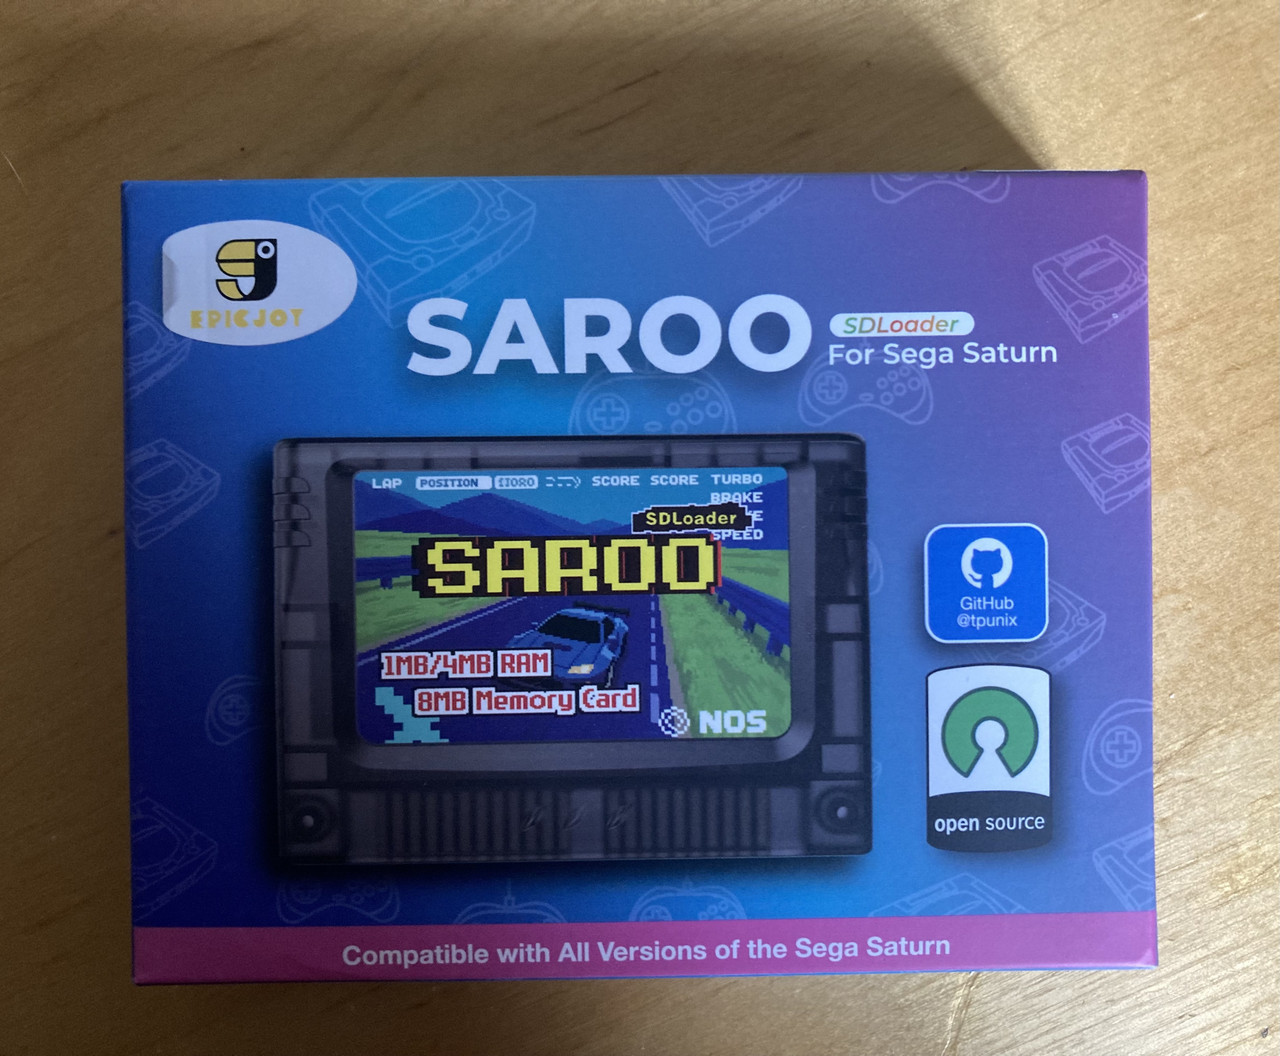 EPICJOY
SAROO
SDLoader
For Sega Saturn
LAP POSITION SCORE SCORE TURBO
BRAKE
SDLoader
SPEED
SAROO
1MB/4MB RAM
8MB Memory Card
NOS
GitHub
@tpunix
open source
Compatible with All Versions of the Sega Saturn